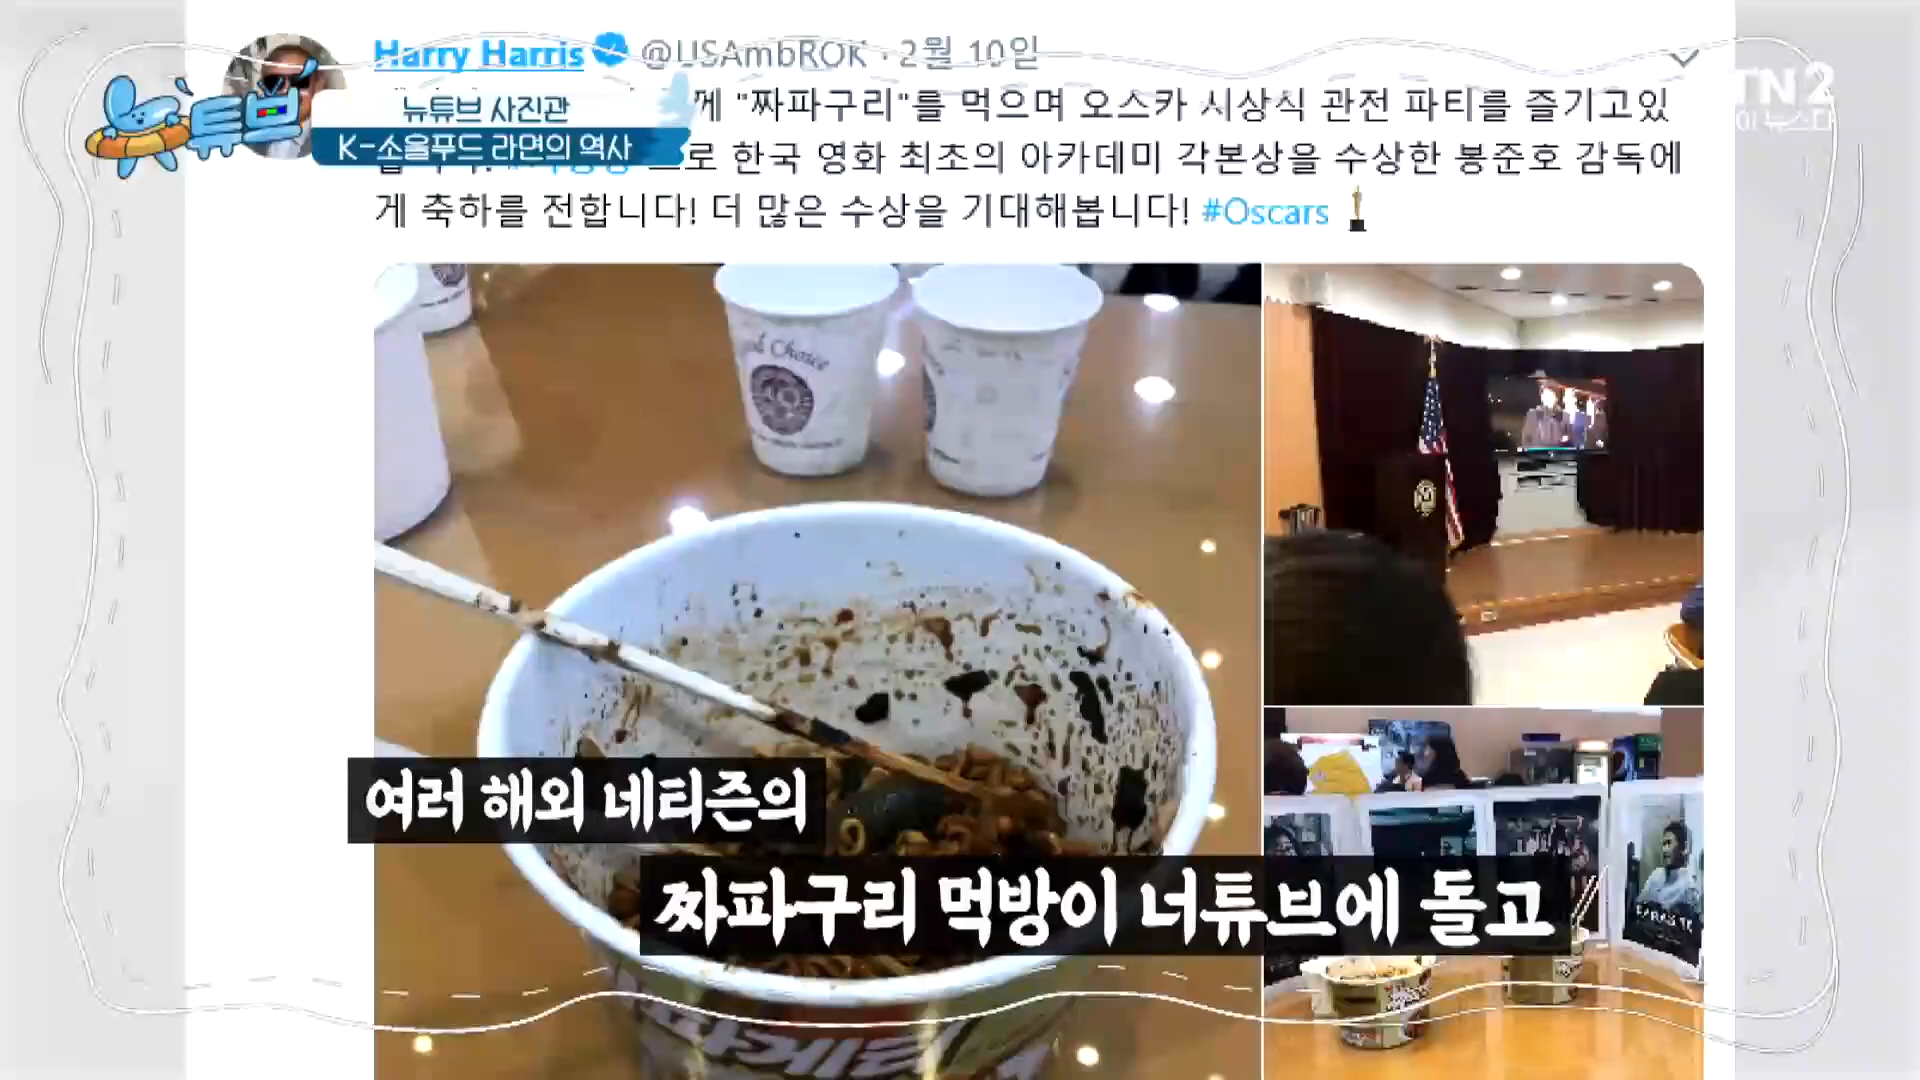 Harry Harris @USAmbROK · 2월 10일
께 "짜파구리"를 먹으며 오스카 시상식 관전 파티를 즐기고있
로 한국 영화 최초의 아카데미 각본상을 수상한 봉준호 감독에
게 축하를 전합니다! 더 많은 수상을 기대해봅니다! #Oscars
뉴튜브
뉴튜브 사진관
K-소울푸드 라면의 역사
TN2
Choice
여러 해외 네티즌의
짜파구리 먹방이 너튜브에 돌고